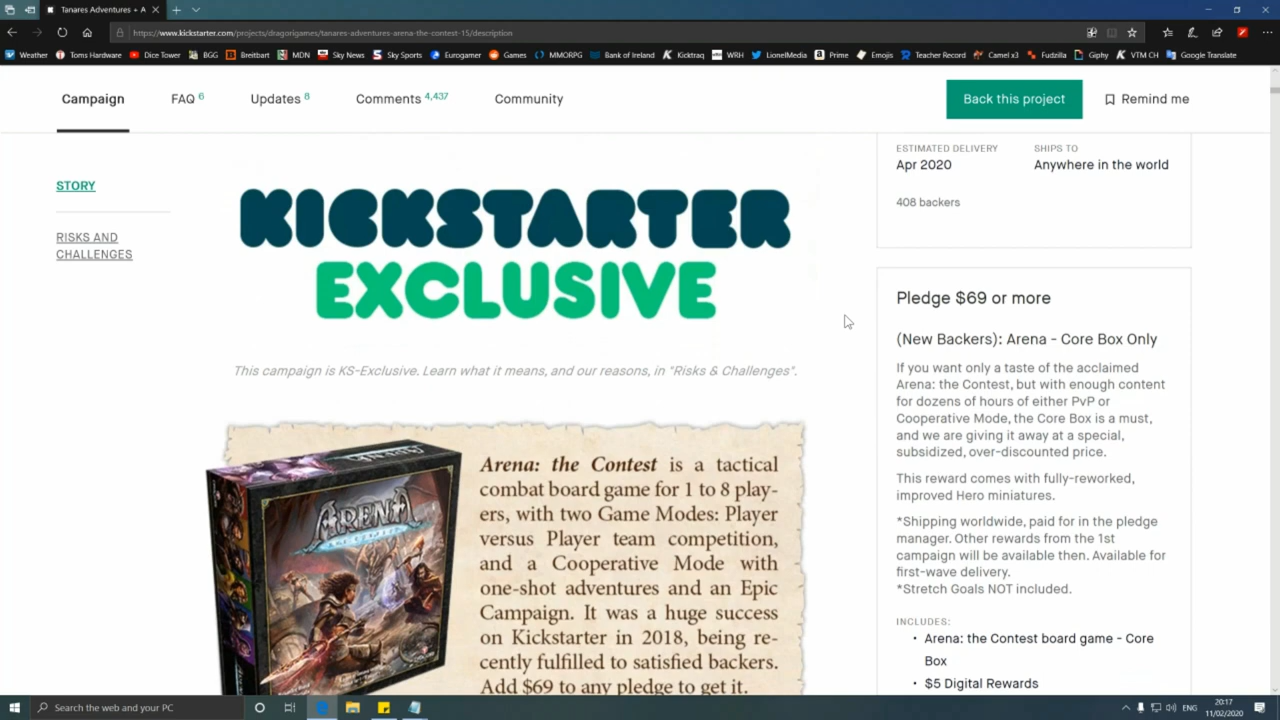 Tanares Adventures + A
https://www.kickstarter.com/projects/dragorigames/tanares-adventures-arena-the-contest-15/description
Weather Toms Hardware Dice Tower BGG Breitbart MDN Sky News Sky Sports Eurogamer Games MMORPG Bank of Ireland Kicktraq WRH LionelMedia Prime Emojis Teacher Record Camel x3 Fudzilla Giphy VTM CH Google Translate
Campaign FAQ 6 Updates 8 Comments 4,437 Community Back this project Remind me
STORY
RISKS AND
CHALLENGES
KICKSTARTER
EXCLUSIVE
This campaign is KS-Exclusive. Learn what it means, and our reasons, in "Risks & Challenges".
ARENA
THE CONTEST
Arena: the Contest is a tactical
combat board game for 1 to 8 play-
ers, with two Game Modes: Player
versus Player team competition,
and a Cooperative Mode with
one-shot adventures and an Epic
Campaign. It was a huge success
on Kickstarter in 2018, being re-
cently fulfilled to satisfied backers.
Add $69 to any pledge to get it.
ESTIMATED DELIVERY SHIPS TO
Apr 2020 Anywhere in the world
408 backers
Pledge $69 or more
(New Backers): Arena - Core Box Only
If you want only a taste of the acclaimed
Arena: the Contest, but with enough content
for dozens of hours of either PvP or
Cooperative Mode, the Core Box is a must,
and we are giving it away at a special,
subsidized, over-discounted price.
This reward comes with fully-reworked,
improved Hero miniatures.
*Shipping worldwide, paid for in the pledge
manager. Other rewards from the 1st
campaign will be available then. Available for
first-wave delivery.
*Stretch Goals NOT included.
INCLUDES:
• Arena: the Contest board game - Core
Box
• $5 Digital Rewards
Search the web and your PC
ENG
20:17
11/02/2020